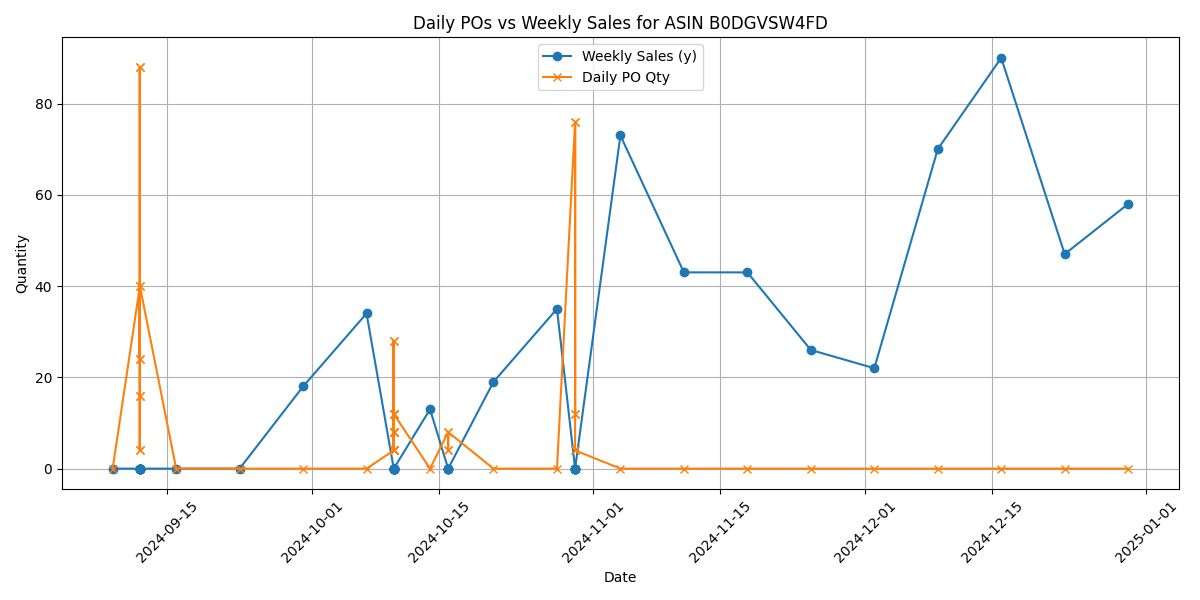 Daily POs vs Weekly Sales for ASIN B0DGVSW4FD
Weekly Sales (y)
Daily PO Qty
Quantity
80
60
40
20
0
2024-09-15
2024-10-01
2024-10-15
2024-11-01
2024-11-15
2024-12-01
2024-12-15
2025-01-01
Date